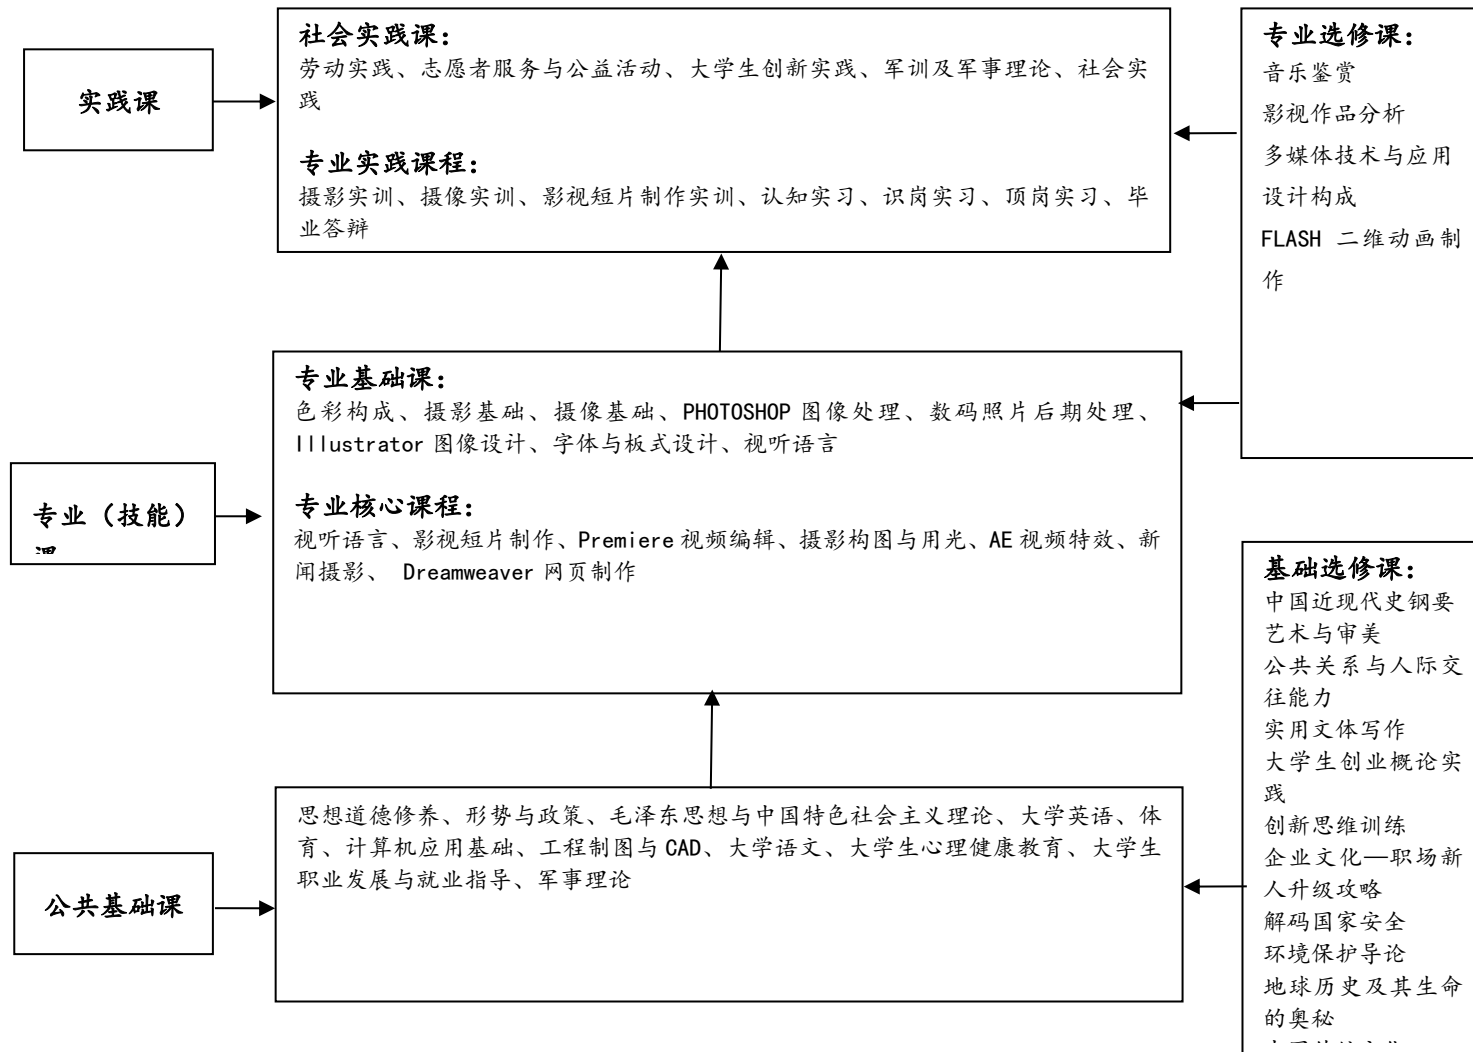 实践课
社会实践课：
劳动实践、志愿者服务与公益活动、大学生创新实践、军训及军事理论、社会实
践
专业实践课程：
摄影实训、摄像实训、影视短片制作实训、认知实习、识岗实习、顶岗实习、毕
业答辩
专业选修课：
音乐鉴赏
影视作品分析
多媒体技术与应用
设计构成
FLASH 二维动画制
作
专业（技能）
专业基础课：
色彩构成、摄影基础、摄像基础、PHOTOSHOP 图像处理、数码照片后期处理、
Illustrator 图像设计、字体与板式设计、视听语言
专业核心课程：
视听语言、影视短片制作、Premiere 视频编辑、摄影构图与用光、AE 视频特效、新
闻摄影、 Dreamweaver 网页制作
公共基础课
思想道德修养、形势与政策、毛泽东思想与中国特色社会主义理论、大学英语、体
育、计算机应用基础、工程制图与 CAD、大学语文、大学生心理健康教育、大学生
职业发展与就业指导、军事理论
基础选修课：
中国近现代史钢要
艺术与审美
公共关系与人际交
往能力
实用文体写作
大学生创业概论实
践
创新思维训练
企业文化—职场新
人升级攻略
解码国家安全
环境保护导论
地球历史及其生命
的奥秘